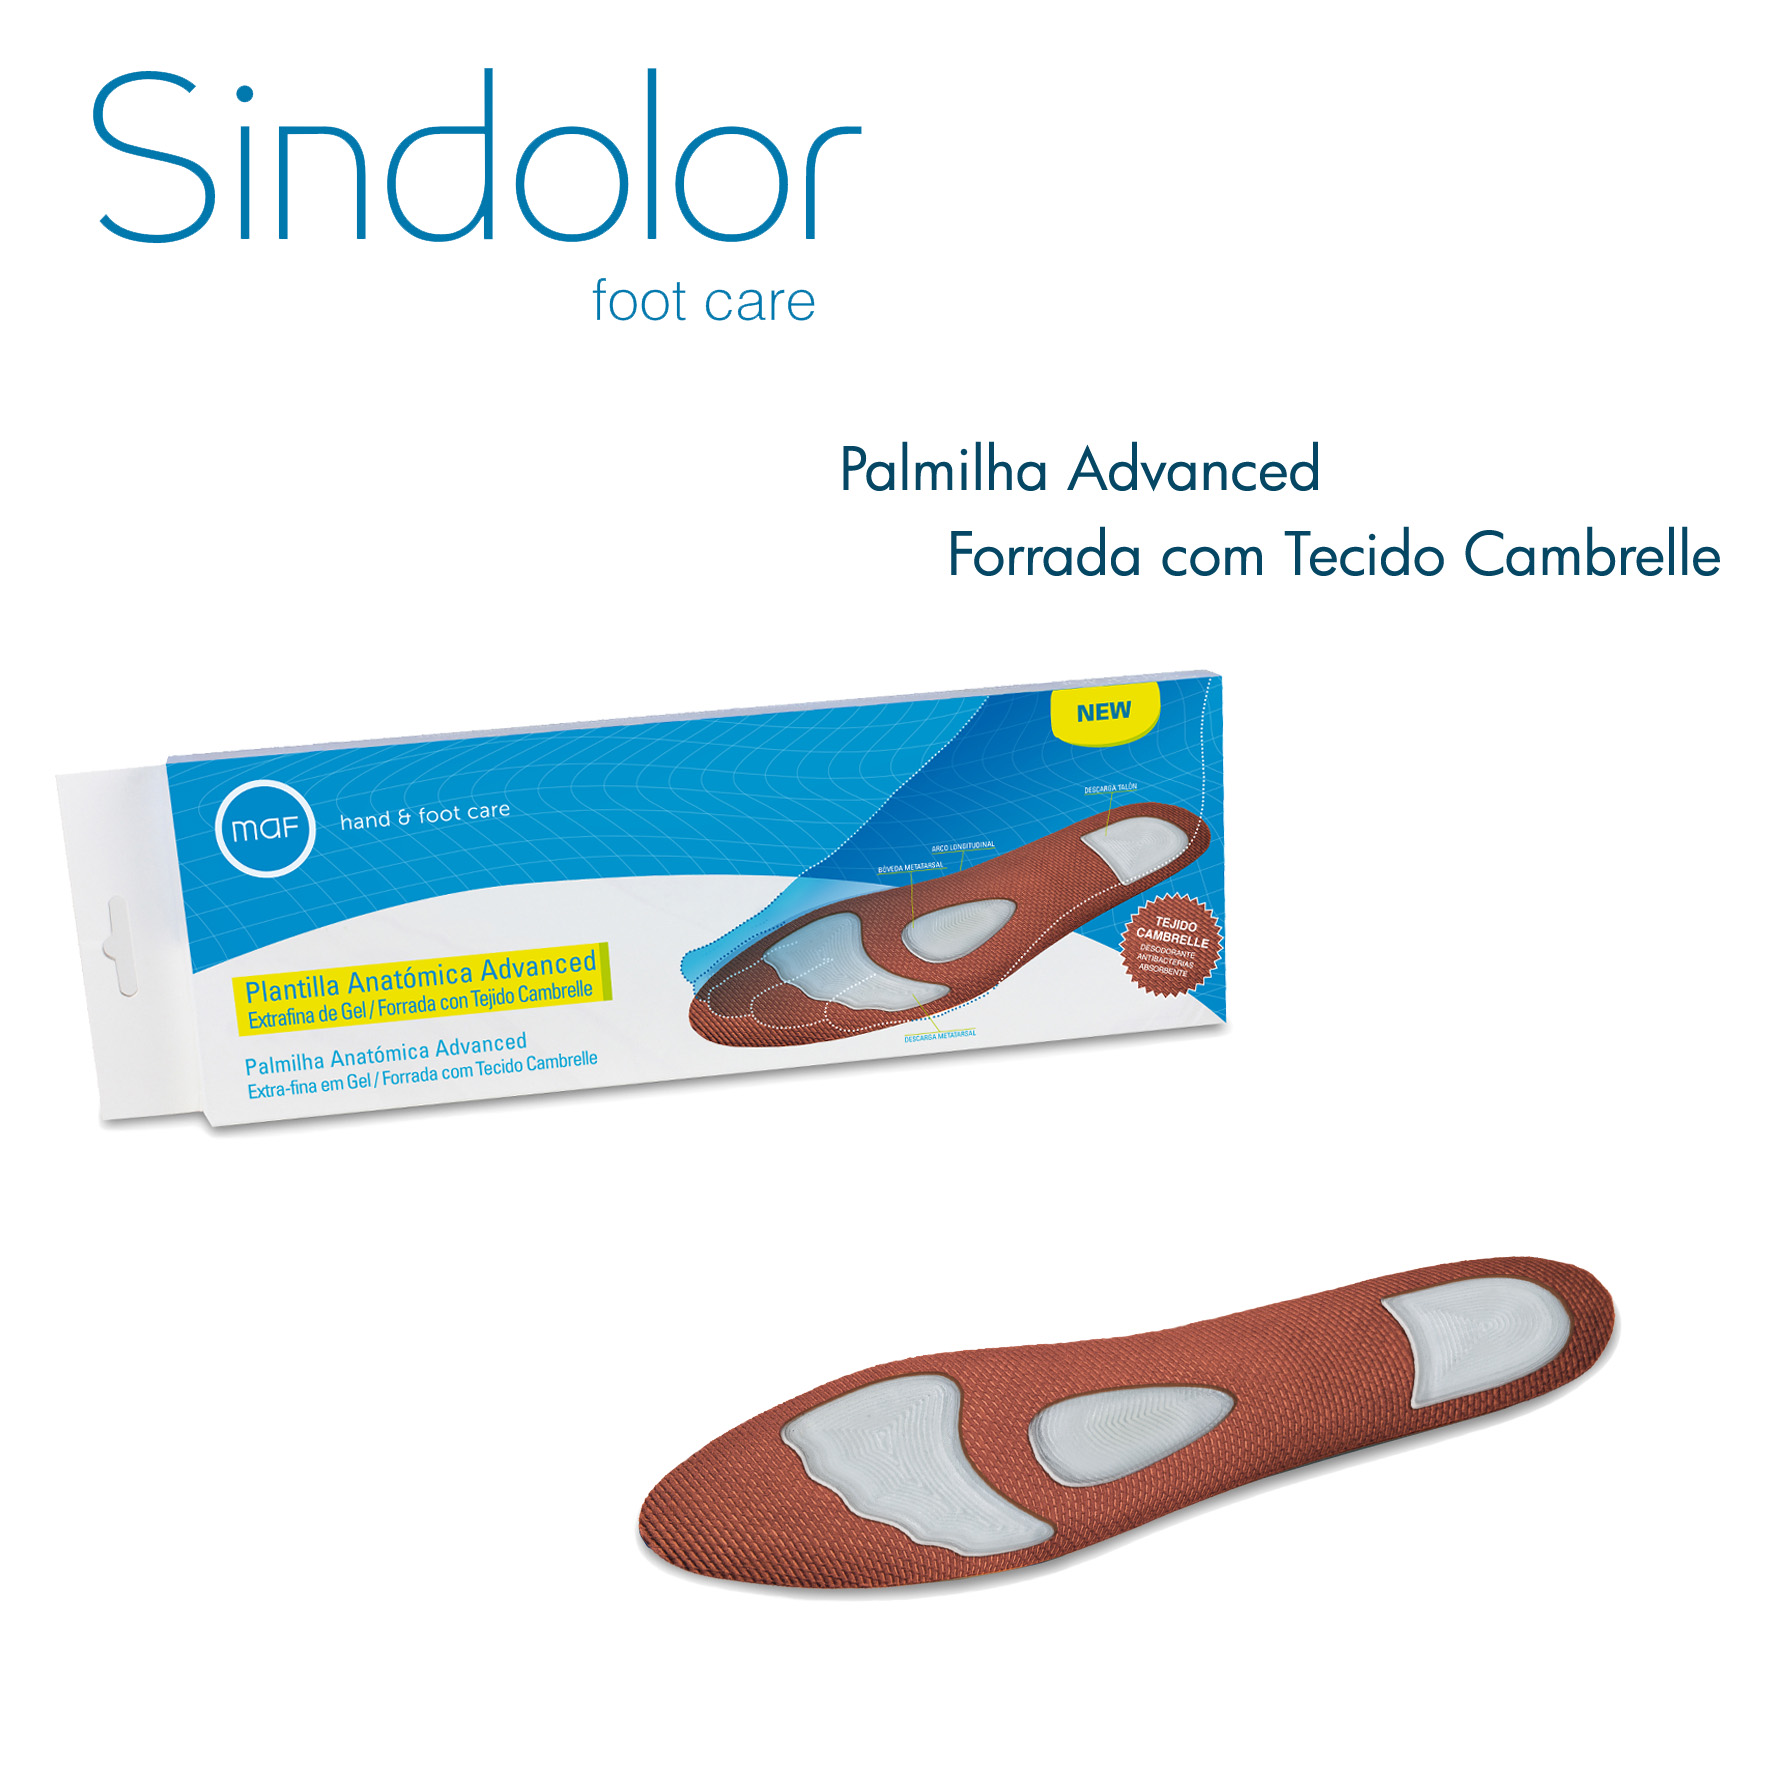 Sindolor
foot care
Palmilha Advanced
Forrada com Tecido Cambrelle
NEW
maF
hand & foot care
DESCARGA TALÓN
ARCO LONGITUDINAL
BÓVEDA METATARSAL
TEJIDO
CAMBRELLE
DESODORANTE
ANTIBACTERIAS
ABSORBENTE
Plantilla Anatómica Advanced
Extrafina de Gel / Forrada con Tejido Cambrelle
DESCARGA METATARSAL
Palmilha Anatómica Advanced
Extra-fina em Gel / Forrada com Tecido Cambrelle